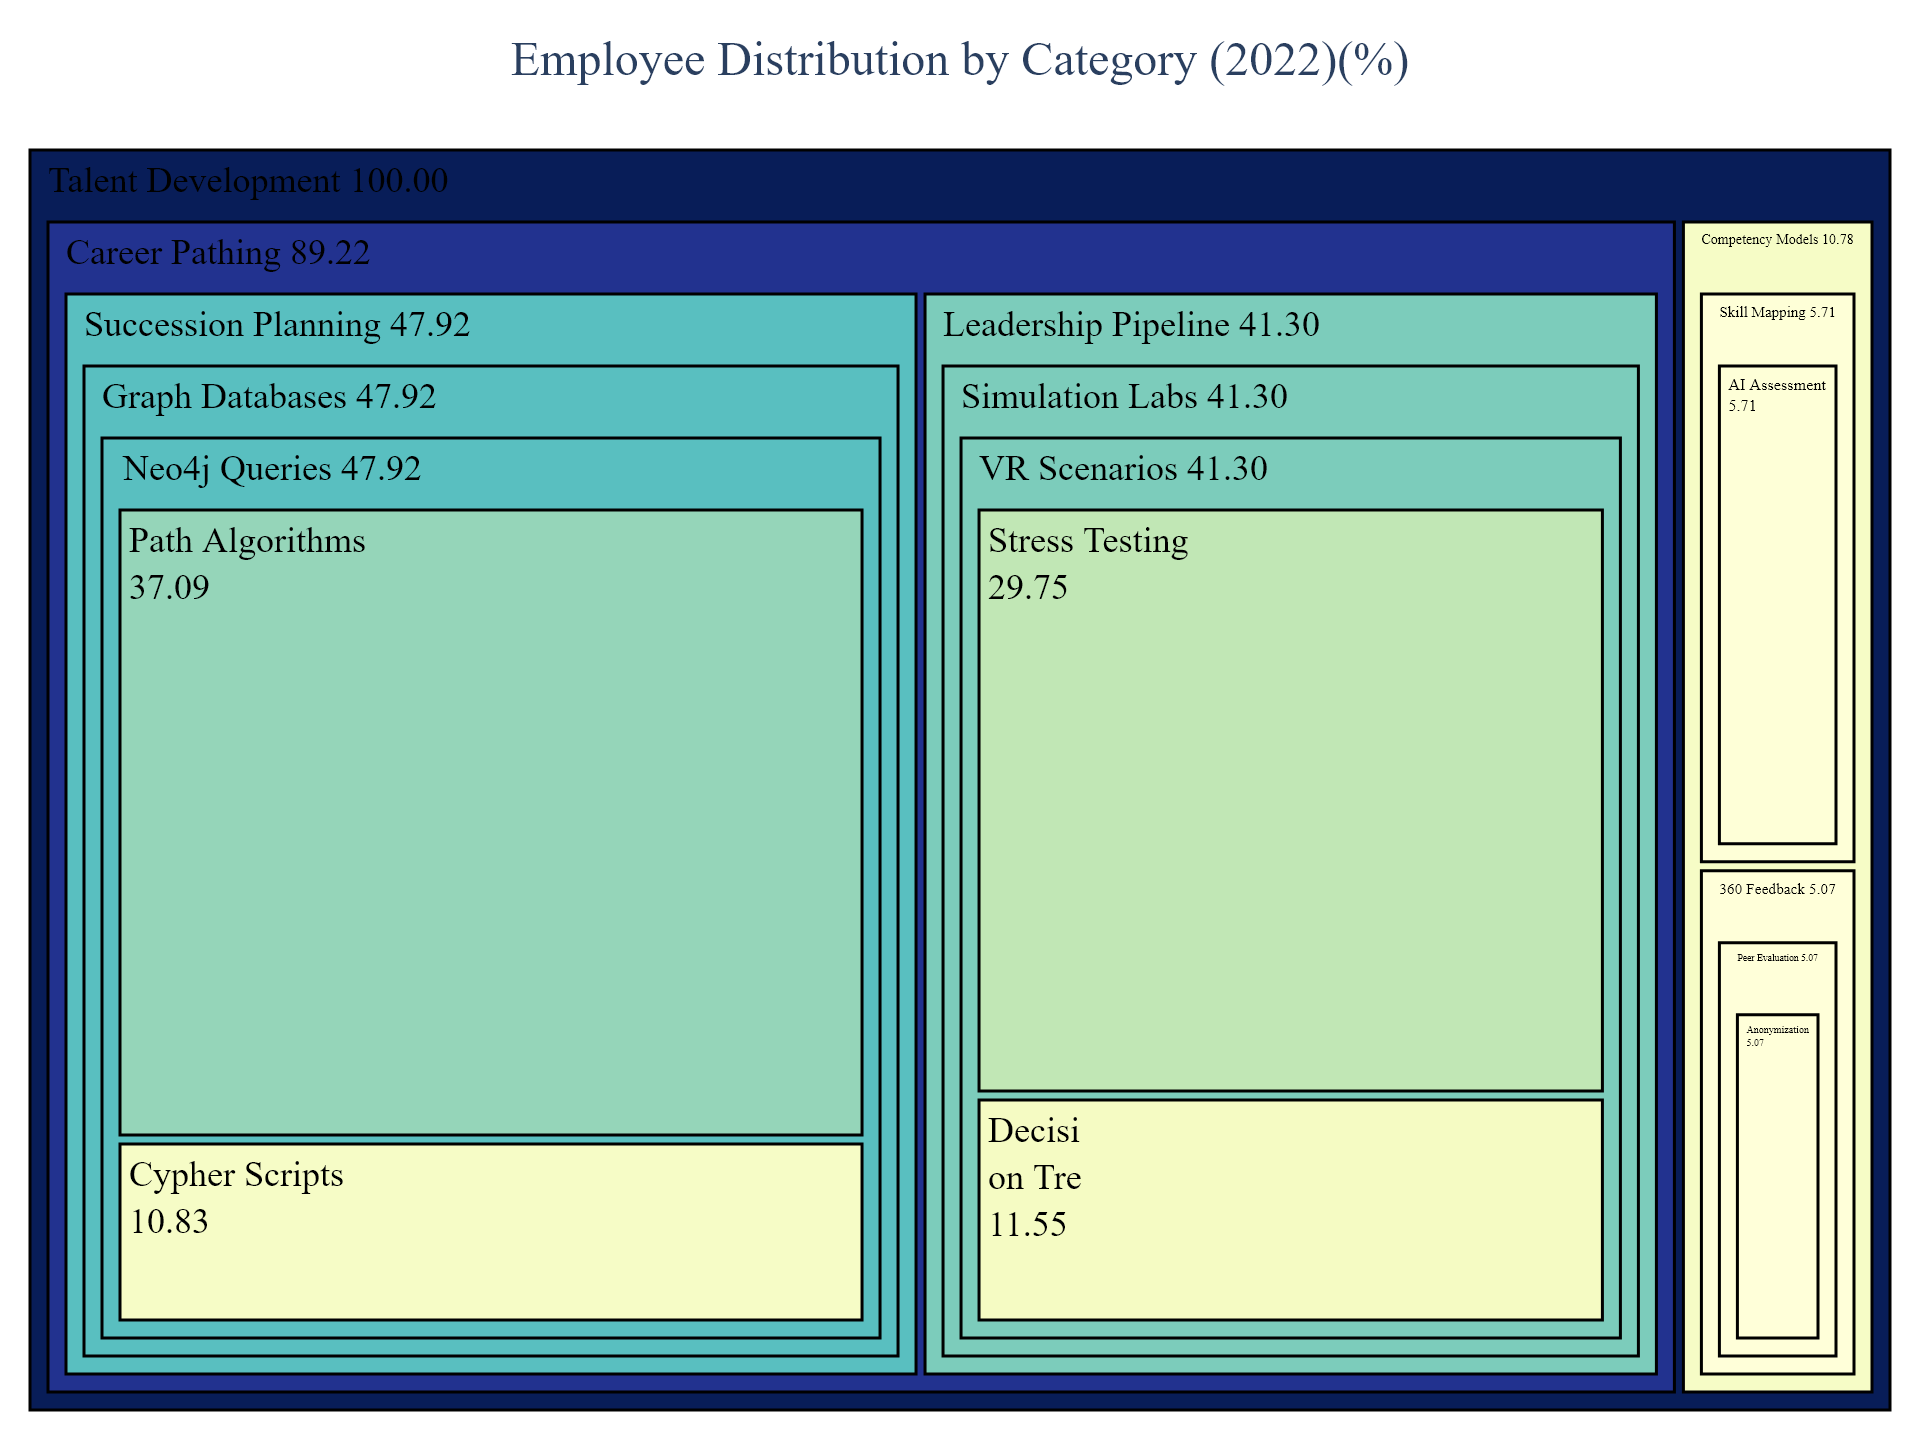 Employee Distribution by Category (2022)(%)
Talent Development 100.00
Career Pathing 89.22
Succession Planning 47.92
Graph Databases 47.92
Neo4j Queries 47.92
Path Algorithms
37.09
Cypher Scripts
10.83
Leadership Pipeline 41.30
Simulation Labs 41.30
VR Scenarios 41.30
Stress Testing
29.75
Decisi
on Tre
11.55
Competency Models 10.78
Skill Mapping 5.71
AI Assessment
5.71
360 Feedback 5.07
Peer Evaluation 5.07
Anonymization
5.07